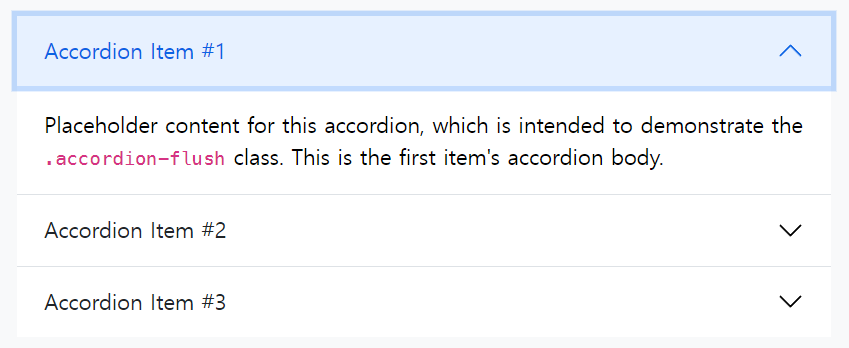 Accordion Item #1
Placeholder content for this accordion, which is intended to demonstrate the
.accordion-flush class. This is the first item's accordion body.
Accordion Item #2
Accordion Item #3